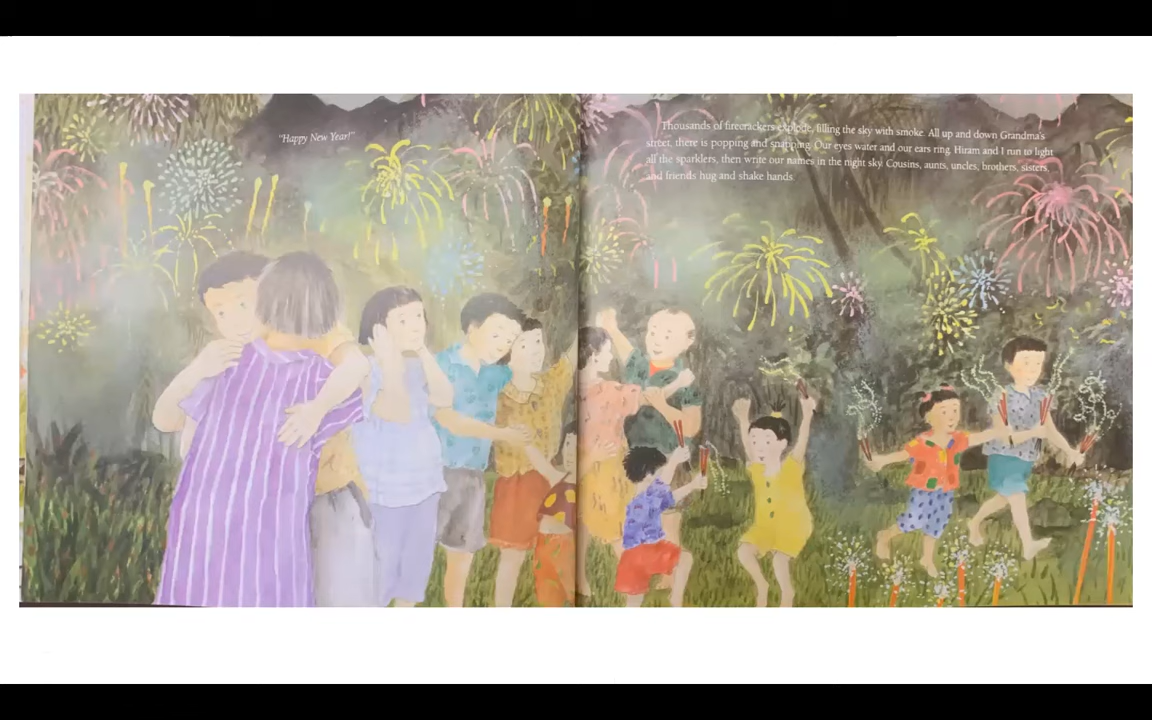 "Happy New Year!"
Thousands of firecrackers explode, filling the sky with smoke. All up and down Grandma's
street, there is popping and snapping. Our eyes water and our ears ring. Hiram and I run to light
all the sparklers, then write our names in the night sky. Cousins, aunts, uncles, brothers, sisters,
and friends hug and shake hands.